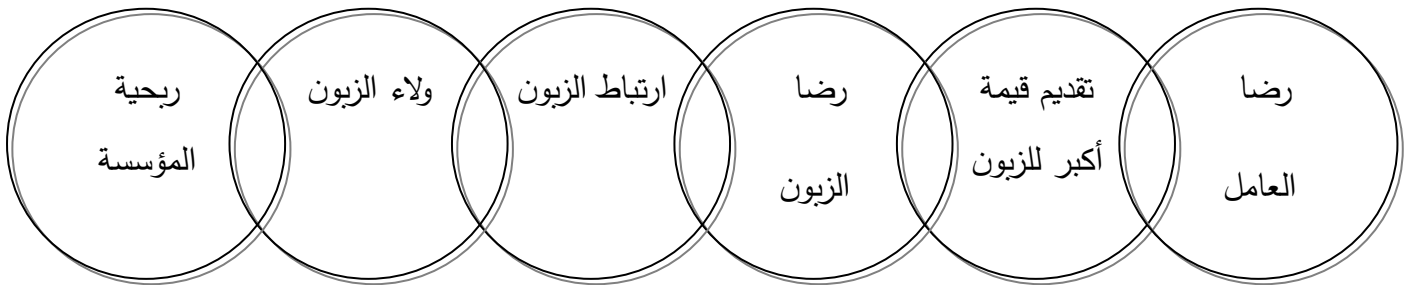 رضا
العامل
تقديم قيمة
أكبر للزبون
رضا
الزبون
ارتباط الزبون
ولاء الزبون
ربحية
المؤسسة